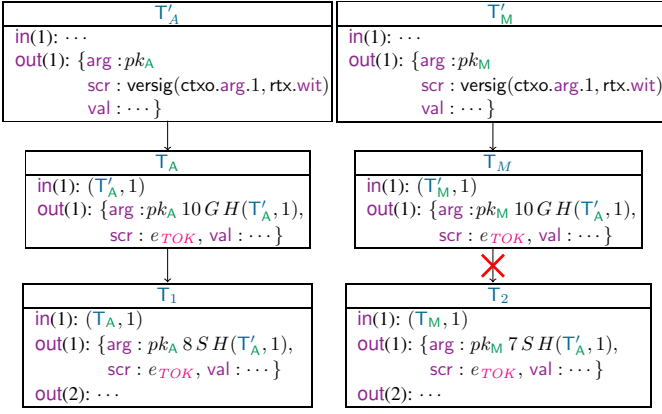 T′A
in(1): ···
out(1): {arg : pkA
scr : versig(ctxo.arg.1, rtx.wit)
val : ···}
T′M
in(1): ···
out(1): {arg : pkM
scr : versig(ctxo.arg.1, rtx.wit)
val : ···}
TA
in(1): (T′A, 1)
out(1): {arg : pkA 10 G H(T′A, 1),
scr : eTOK, val : ···}
TM
in(1): (T′M, 1)
out(1): {arg : pkM 10 G H(T′A, 1),
scr : eTOK, val : ···}
T1
in(1): (TA, 1)
out(1): {arg : pkA 8 S H(T′A, 1),
scr : eTOK, val : ···}
out(2): ···
T2
in(1): (TM, 1)
out(1): {arg : pkM 7 S H(T′A, 1),
scr : eTOK, val : ···}
out(2): ···